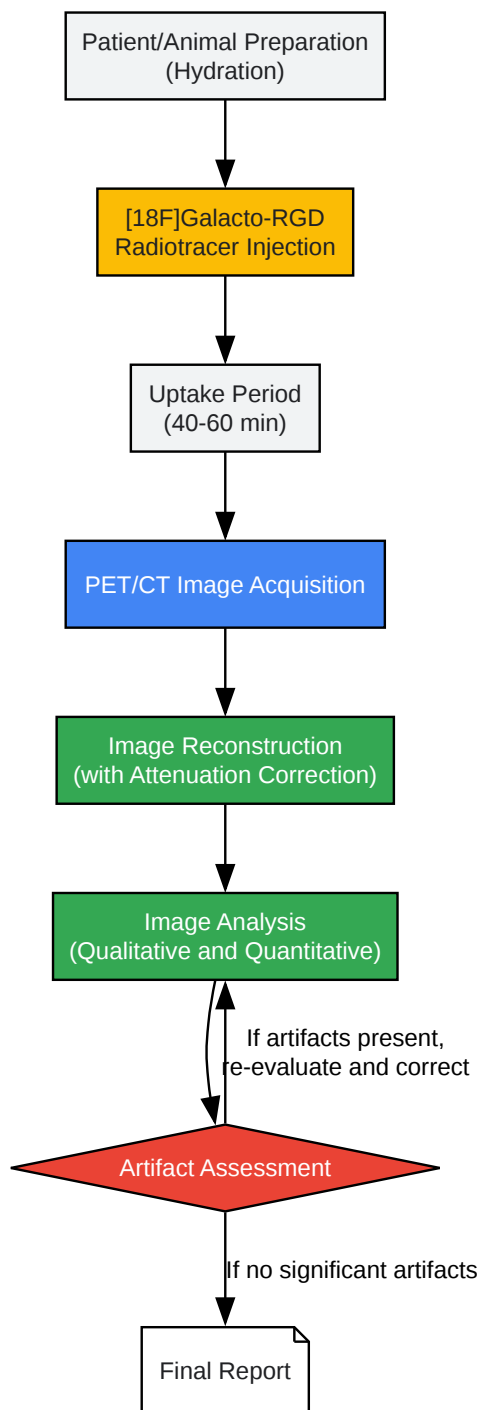 Patient/Animal Preparation
(Hydration)
[18F]Galacto-RGD
Radiotracer Injection
Uptake Period
(40-60 min)
PET/CT Image Acquisition
Image Reconstruction
(with Attenuation Correction)
Image Analysis
(Qualitative and Quantitative)
If artifacts present,
re-evaluate and correct
Artifact Assessment
If no significant artifacts
Final Report